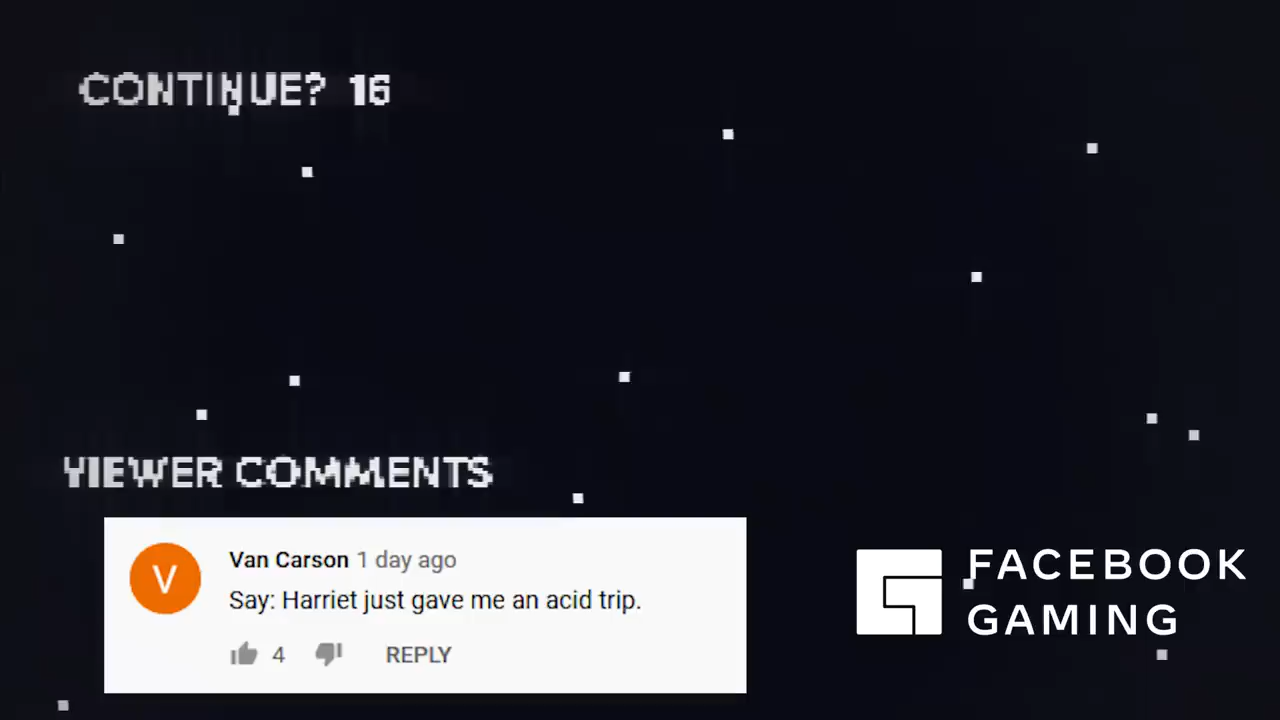 CONTINUE? 16
VIEWER COMMENTS
V
Van Carson 1 day ago
Say: Harriet just gave me an acid trip.
4 REPLY
FACEBOOK
GAMING